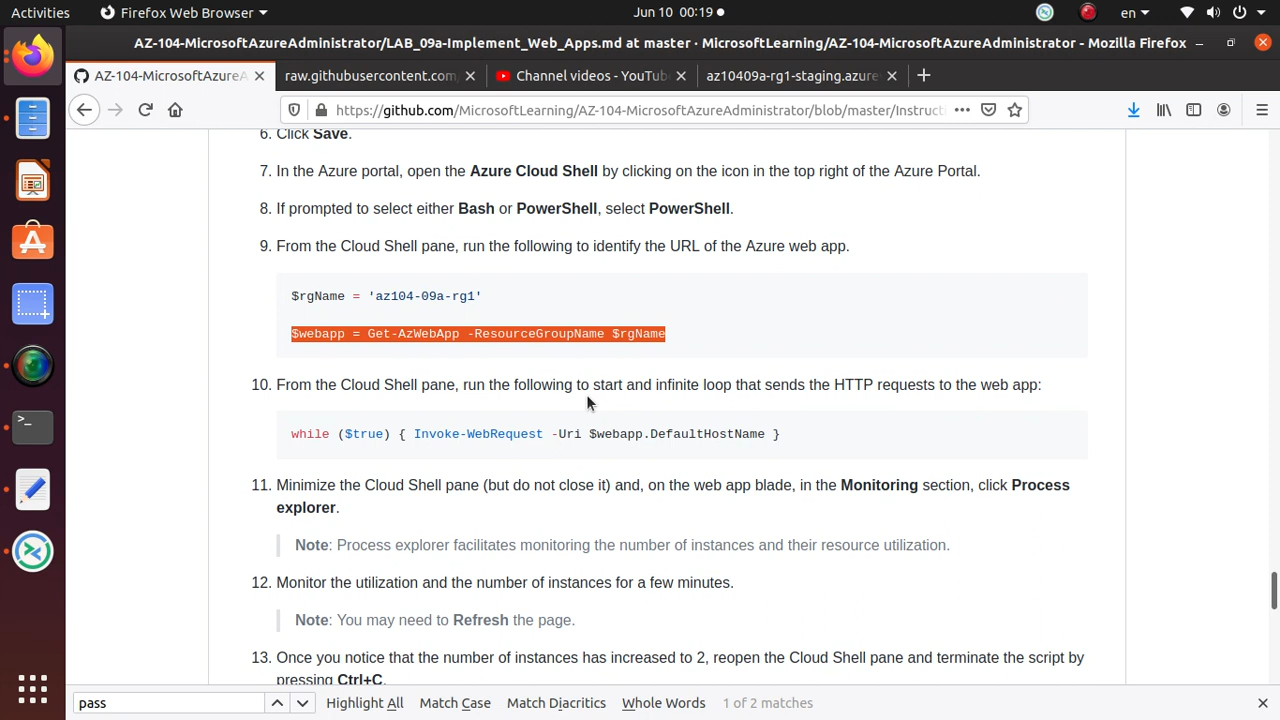 Activities Firefox Web Browser Jun 10 00:19 en
AZ-104-MicrosoftAzureAdministrator/LAB_09a-Implement_Web_Apps.md at master · MicrosoftLearning/AZ-104-MicrosoftAzureAdministrator - Mozilla Firefox
AZ-104-MicrosoftAzureA raw.githubusercontent.com Channel videos - YouTub az10409a-rg1-staging.azure
https://github.com/MicrosoftLearning/AZ-104-MicrosoftAzureAdministrator/blob/master/Instruct
6. Click Save.
7. In the Azure portal, open the Azure Cloud Shell by clicking on the icon in the top right of the Azure Portal.
8. If prompted to select either Bash or PowerShell, select PowerShell.
9. From the Cloud Shell pane, run the following to identify the URL of the Azure web app.
$rgName = 'az104-09a-rg1'
$webapp = Get-AzWebApp -ResourceGroupName $rgName
10. From the Cloud Shell pane, run the following to start and infinite loop that sends the HTTP requests to the web app:
while ($true) { Invoke-WebRequest -Uri $webapp.DefaultHostName }
11. Minimize the Cloud Shell pane (but do not close it) and, on the web app blade, in the Monitoring section, click Process
explorer.
Note: Process explorer facilitates monitoring the number of instances and their resource utilization.
12. Monitor the utilization and the number of instances for a few minutes.
Note: You may need to Refresh the page.
13. Once you notice that the number of instances has increased to 2, reopen the Cloud Shell pane and terminate the script by
pressing Ctrl+C.
pass Highlight All Match Case Match Diacritics Whole Words 1 of 2 matches